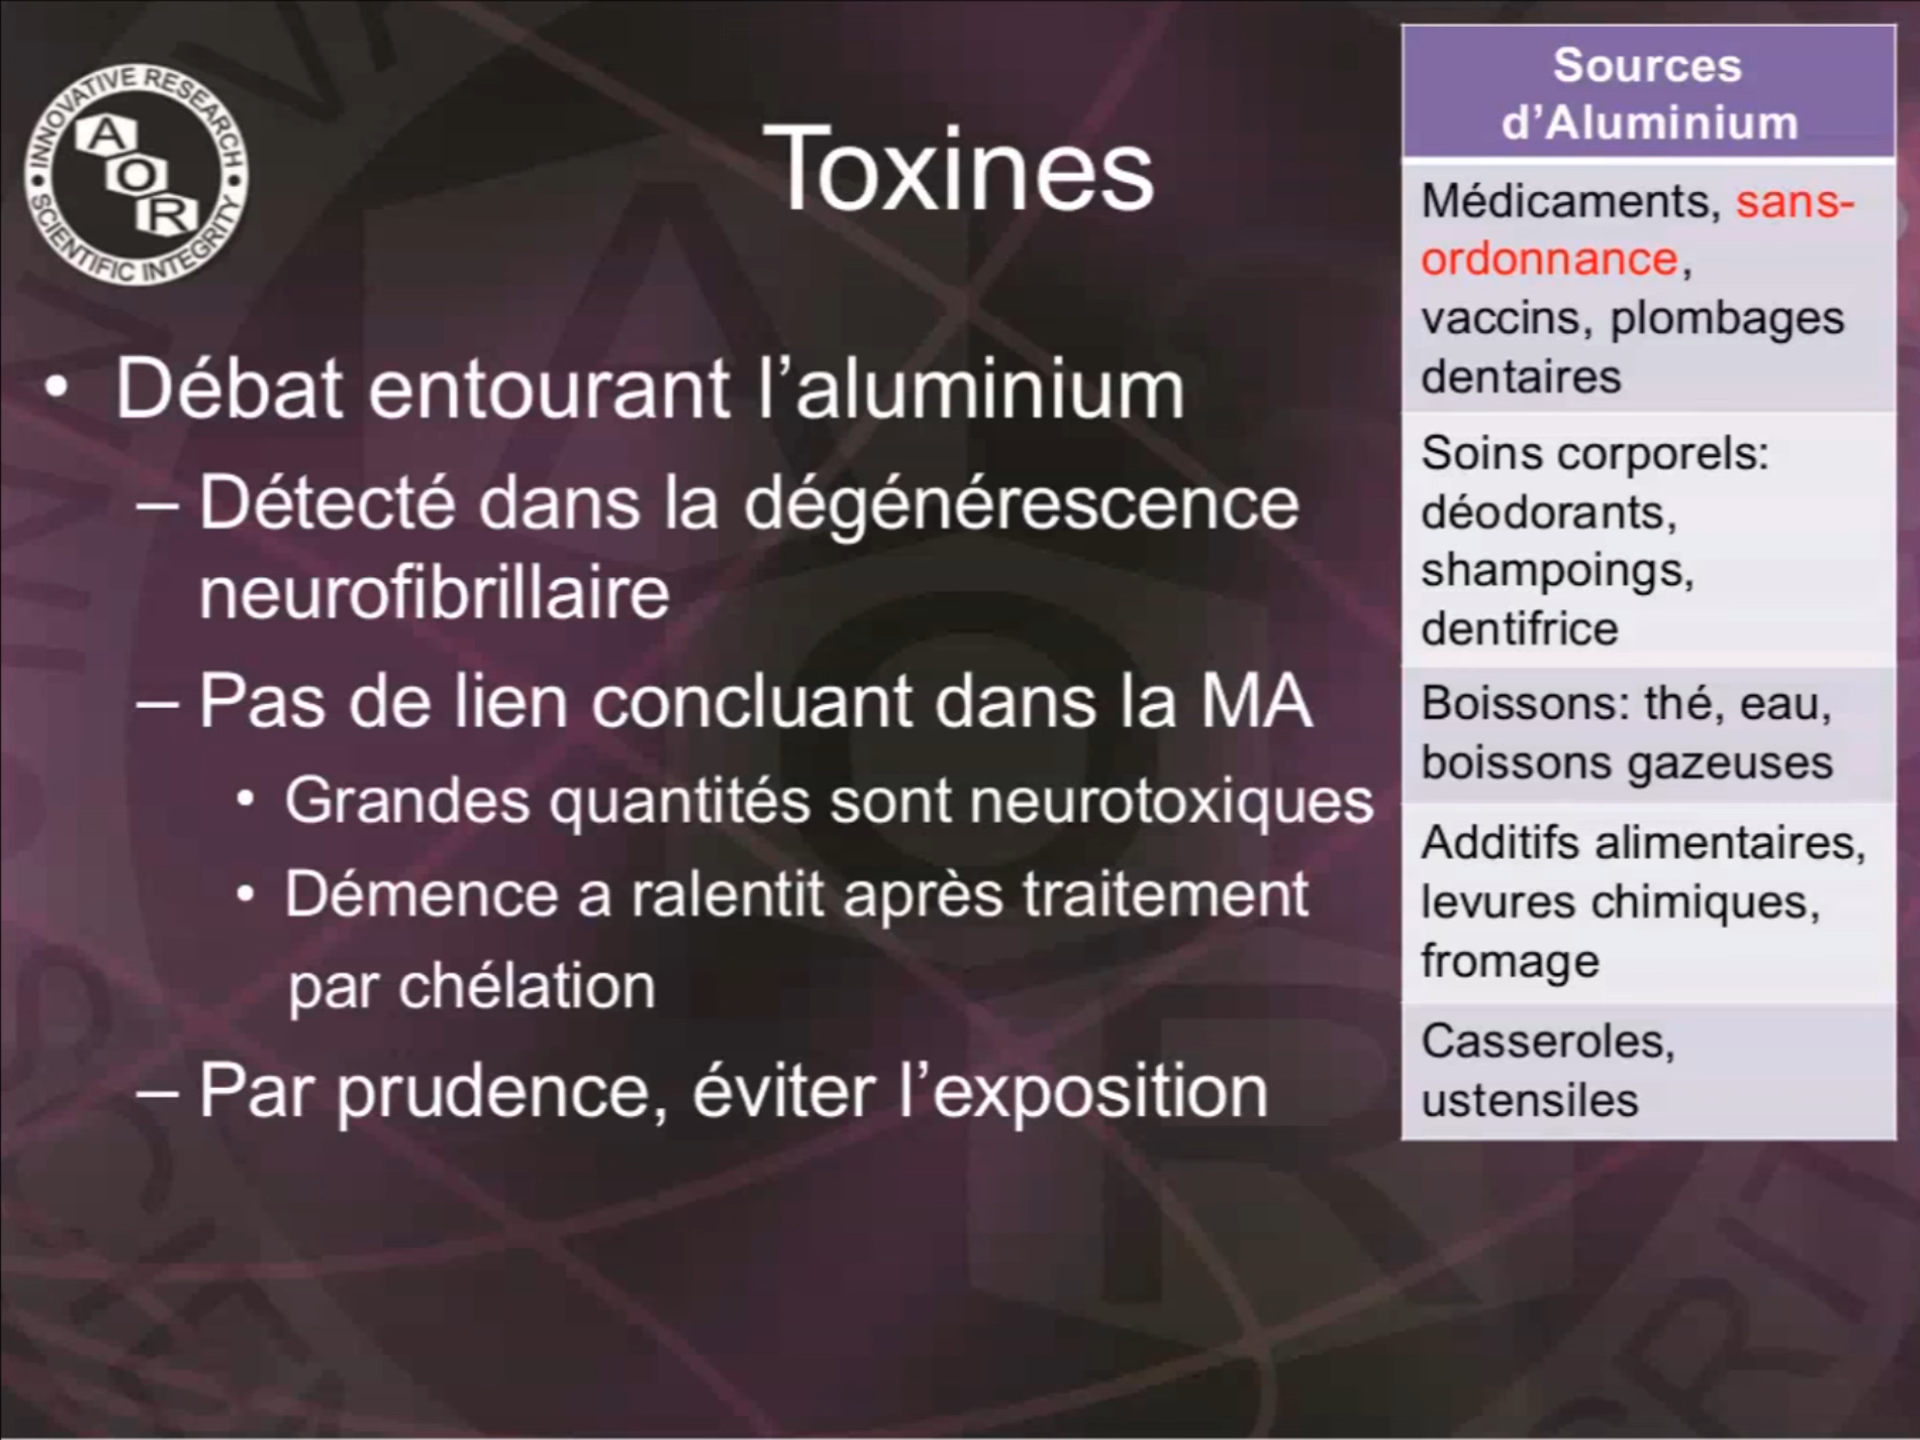 INNOVATIVE RESEARCH
AOR
SCIENTIFIC INTEGRITY
Toxines
• Débat entourant l’aluminium
– Détecté dans la dégénérescence
neurofibrillaire
– Pas de lien concluant dans la MA
• Grandes quantités sont neurotoxiques
• Démence a ralentit après traitement
par chélation
– Par prudence, éviter l’exposition
Sources
d’Aluminium
Médicaments, sans-
ordonnance,
vaccins, plombages
dentaires
Soins corporels:
déodorants,
shampoings,
dentifrice
Boissons: thé, eau,
boissons gazeuses
Additifs alimentaires,
levures chimiques,
fromage
Casseroles,
ustensiles